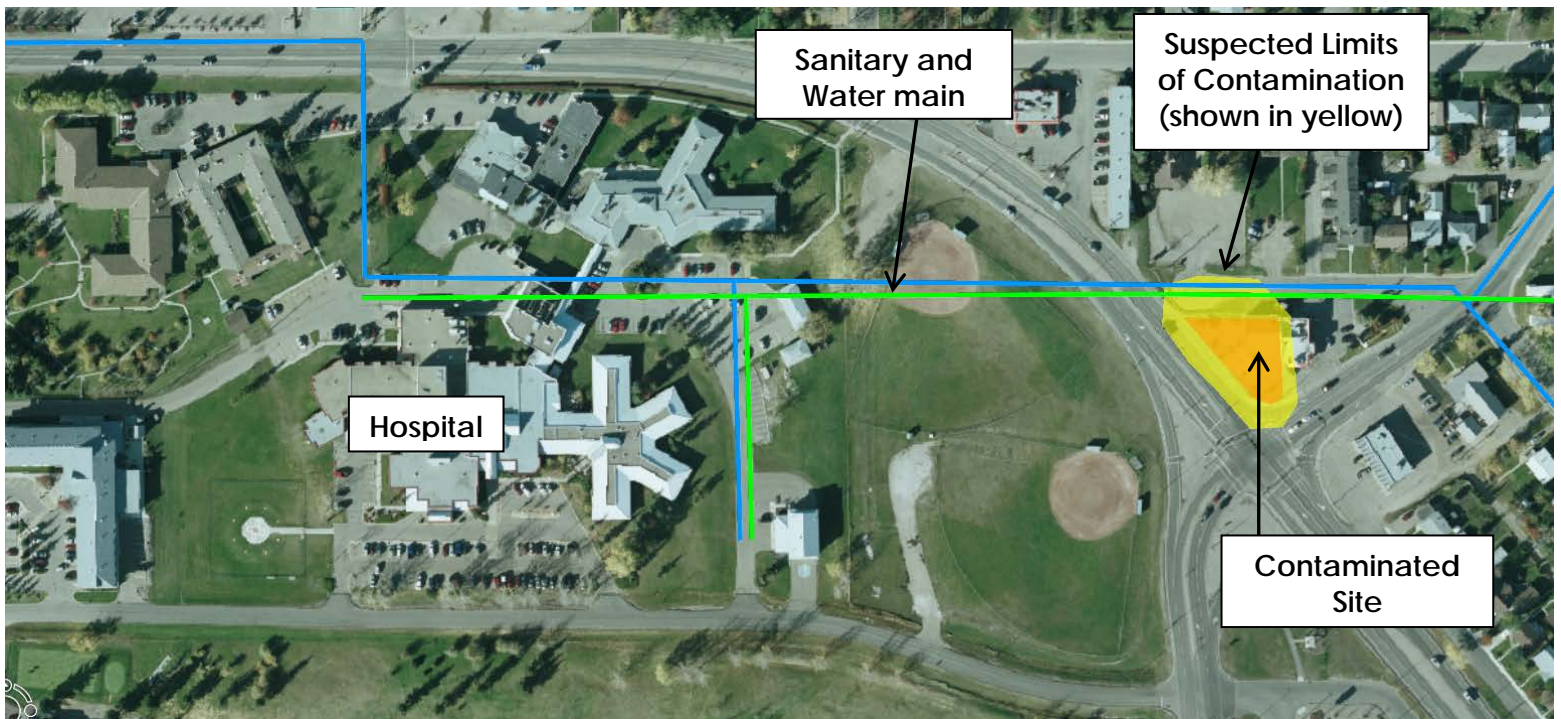 Sanitary and
Water main
Suspected Limits
of Contamination
(shown in yellow)
Hospital
Contaminated
Site